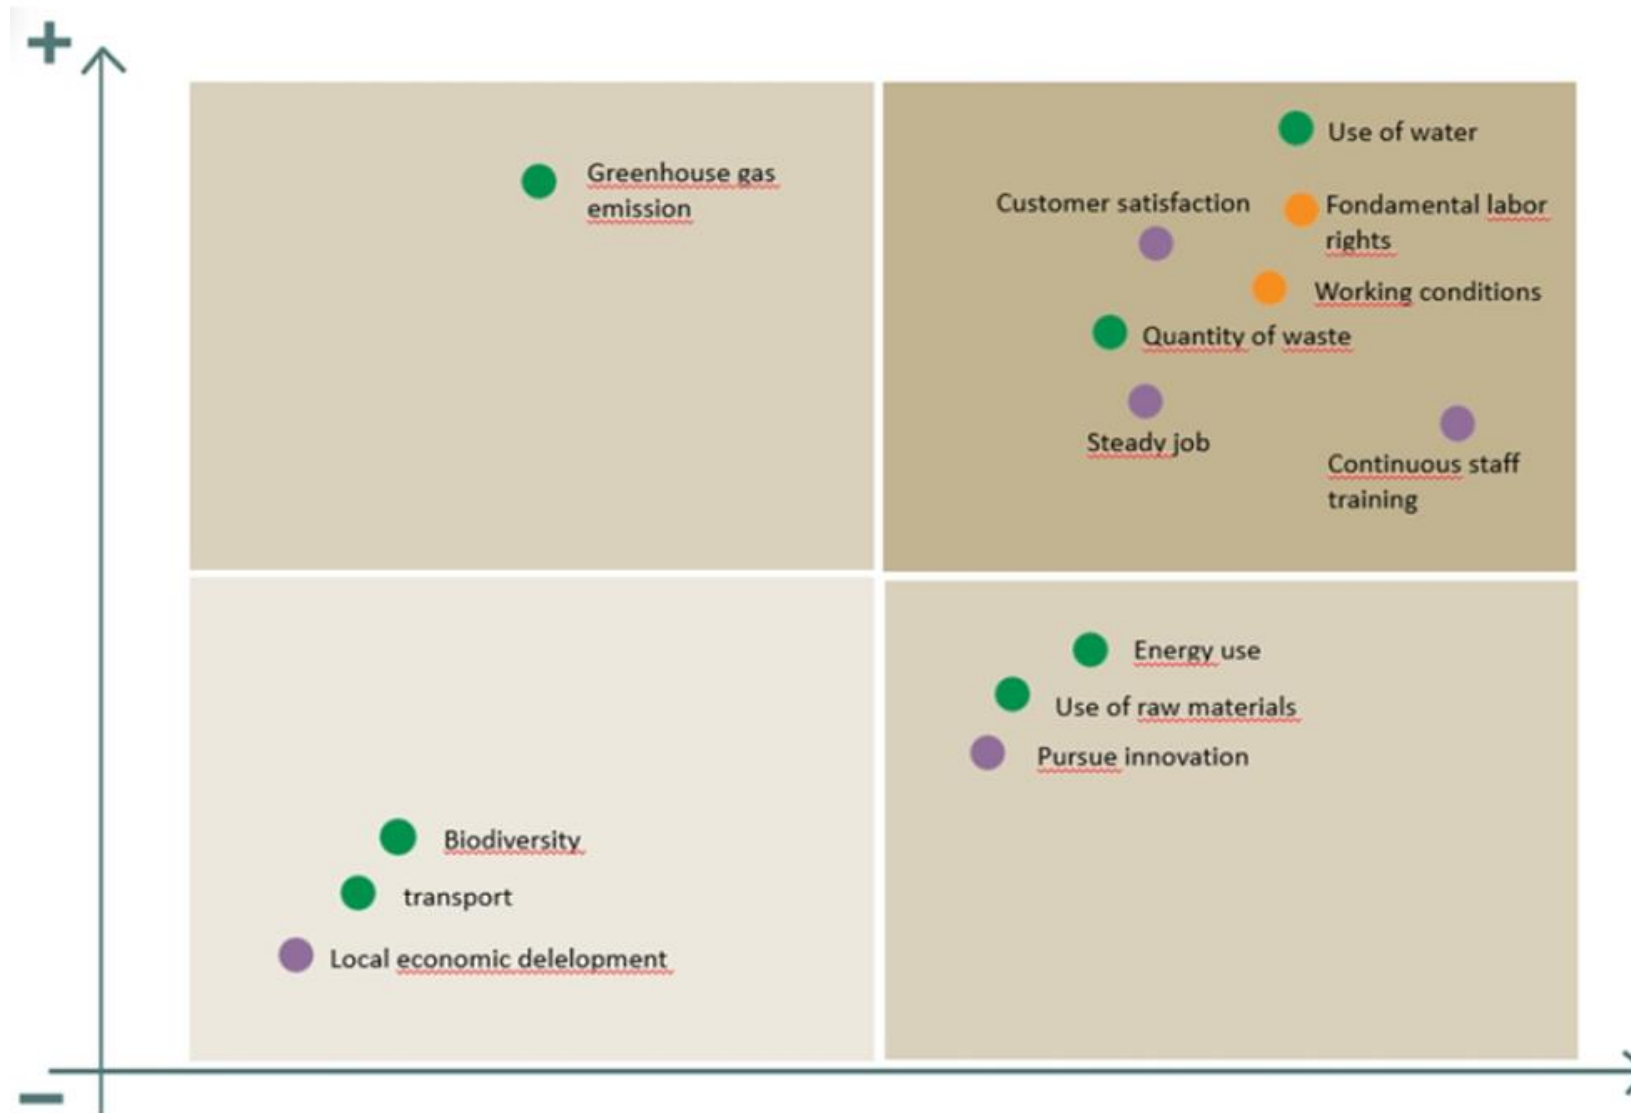 +
Greenhouse gas
emission
Use of water
Customer satisfaction
Fondamental labor
rights
Working conditions
Quantity of waste
Steady job
Continuous staff
training
Energy use
Use of raw materials
Pursue innovation
Biodiversity
transport
Local economic delelopment
−